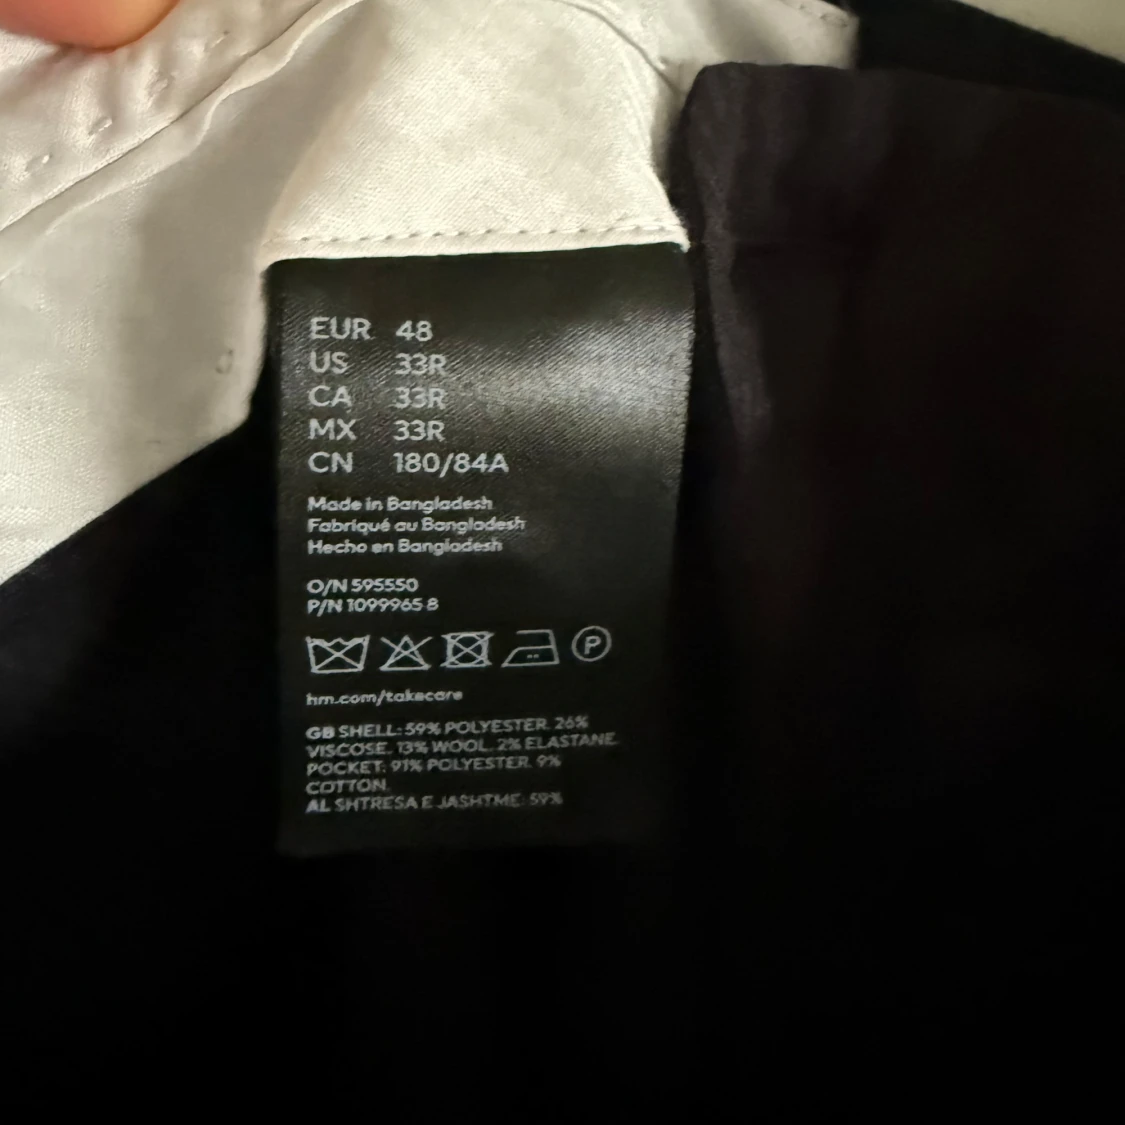 EUR 48
US 33R
CA 33R
MX 33R
CN 180/84A
Made in Bangladesh
Fabriqué au Bangladesh
Hecho en Bangladesh
O/N 595550
P/N 1099965 8
P
hm.com/takecare
GB SHELL: 59% POLYESTER. 26%
VISCOSE. 13% WOOL. 2% ELASTANE.
POCKET: 91% POLYESTER. 9%
COTTON
AL SHTRESA E JASHTME: 59%